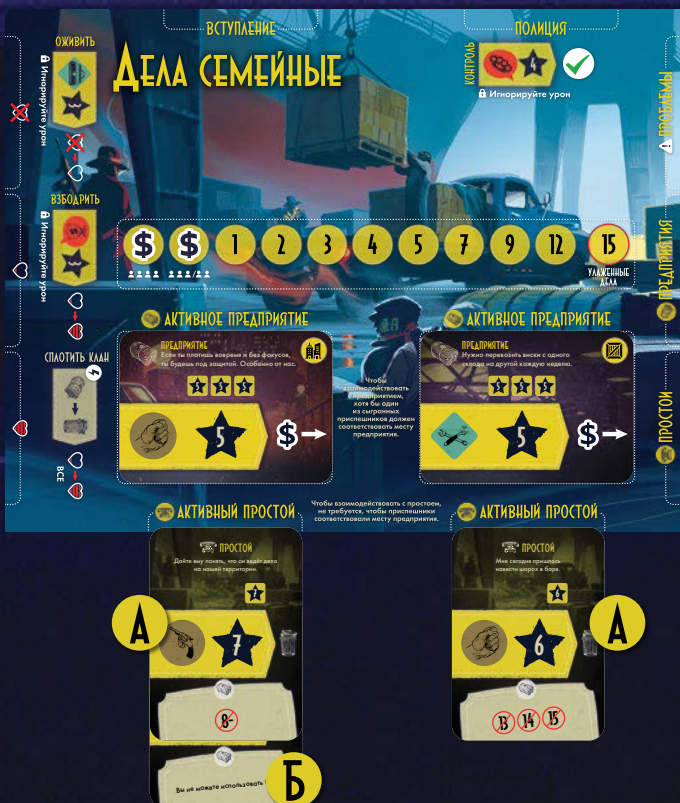 ВСТУПЛЕНИЕ
ПОЛИЦИЯ
ОЖИВИТЬ
Игнорируйте урон
ДЕЛА СЕМЕЙНЫЕ
КОНТРОЛЬ
4
Игнорируйте урон
ПРОБЛЕМЫ
ВЗБОДРИТЬ
Игнорируйте урон
$ $ 1 2 3 4 5 7 9 12 15
УЛАЖЕННЫЕ
ДЕЛА
ПРЕДПРИЯТИЯ
АКТИВНОЕ ПРЕДПРИЯТИЕ
АКТИВНОЕ ПРЕДПРИЯТИЕ
СПЛОТИТЬ КЛАН
ВСЕ
ПРЕДПРИЯТИЕ
Если ты платишь вовремя и без фокусов,
ты будешь под защитой. Особенно от нас.
5
$
Чтобы
взаимодействовать
с предприятием,
хотя бы один
из сыгранных
приспешников должен
соответствовать месту
предприятия.
ПРЕДПРИЯТИЕ
Нужно перевозить виски с одного
склада на другой каждую неделю.
5
$
ПРОСТОЙ
АКТИВНЫЙ ПРОСТОЙ
Чтобы взаимодействовать с простоем,
не требуется, чтобы приспешники
соответствовали месту предприятия.
АКТИВНЫЙ ПРОСТОЙ
ПРОСТОЙ
Дайте ему понять, что он ведёт дела
на нашей территории.
А
7
8-
ПРОСТОЙ
Мне сегодня пришлось
навести шорох в баре.
6
6
А
13 14 15
Вы не можете использовать
Б